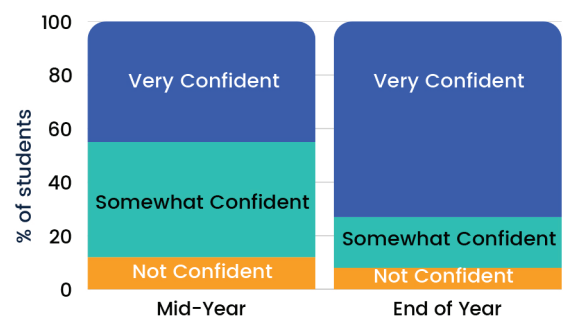 % of students
100
80
60
40
20
0
Very Confident
Somewhat Confident
Not Confident
Mid-Year
Very Confident
Somewhat Confident
Not Confident
End of Year